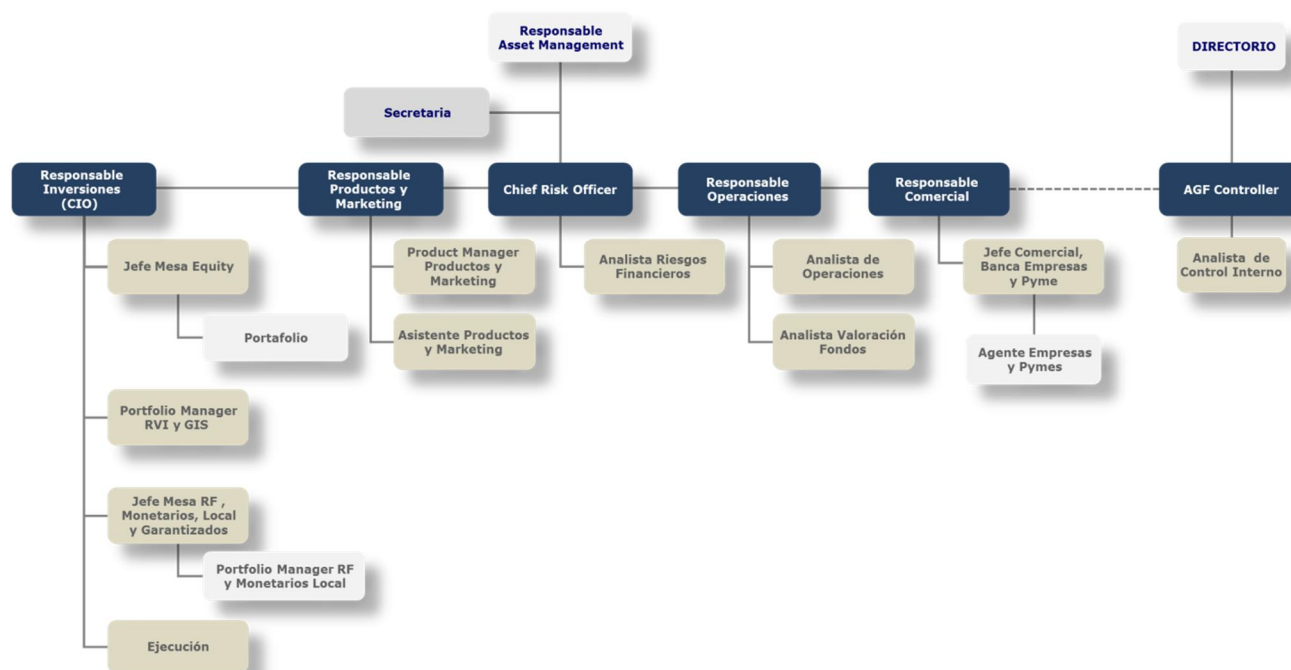 Responsable
Asset Management
DIRECTORIO
Secretaria
Responsable
Inversiones
(CIO)
Responsable
Productos y
Marketing
Chief Risk Officer
Responsable
Operaciones
Responsable
Comercial
AGF Controller
Jefe Mesa Equity
Product Manager
Productos y
Marketing
Analista Riesgos
Financieros
Analista de
Operaciones
Jefe Comercial,
Banca Empresas
y Pyme
Analista de
Control Interno
Portafolio
Asistente Productos
y Marketing
Analista Valoración
Fondos
Agente Empresas
y Pymes
Portfolio Manager
RVI y GIS
Jefe Mesa RF ,
Monetarios, Local
y Garantizados
Portfolio Manager RF
y Monetarios Local
Ejecución